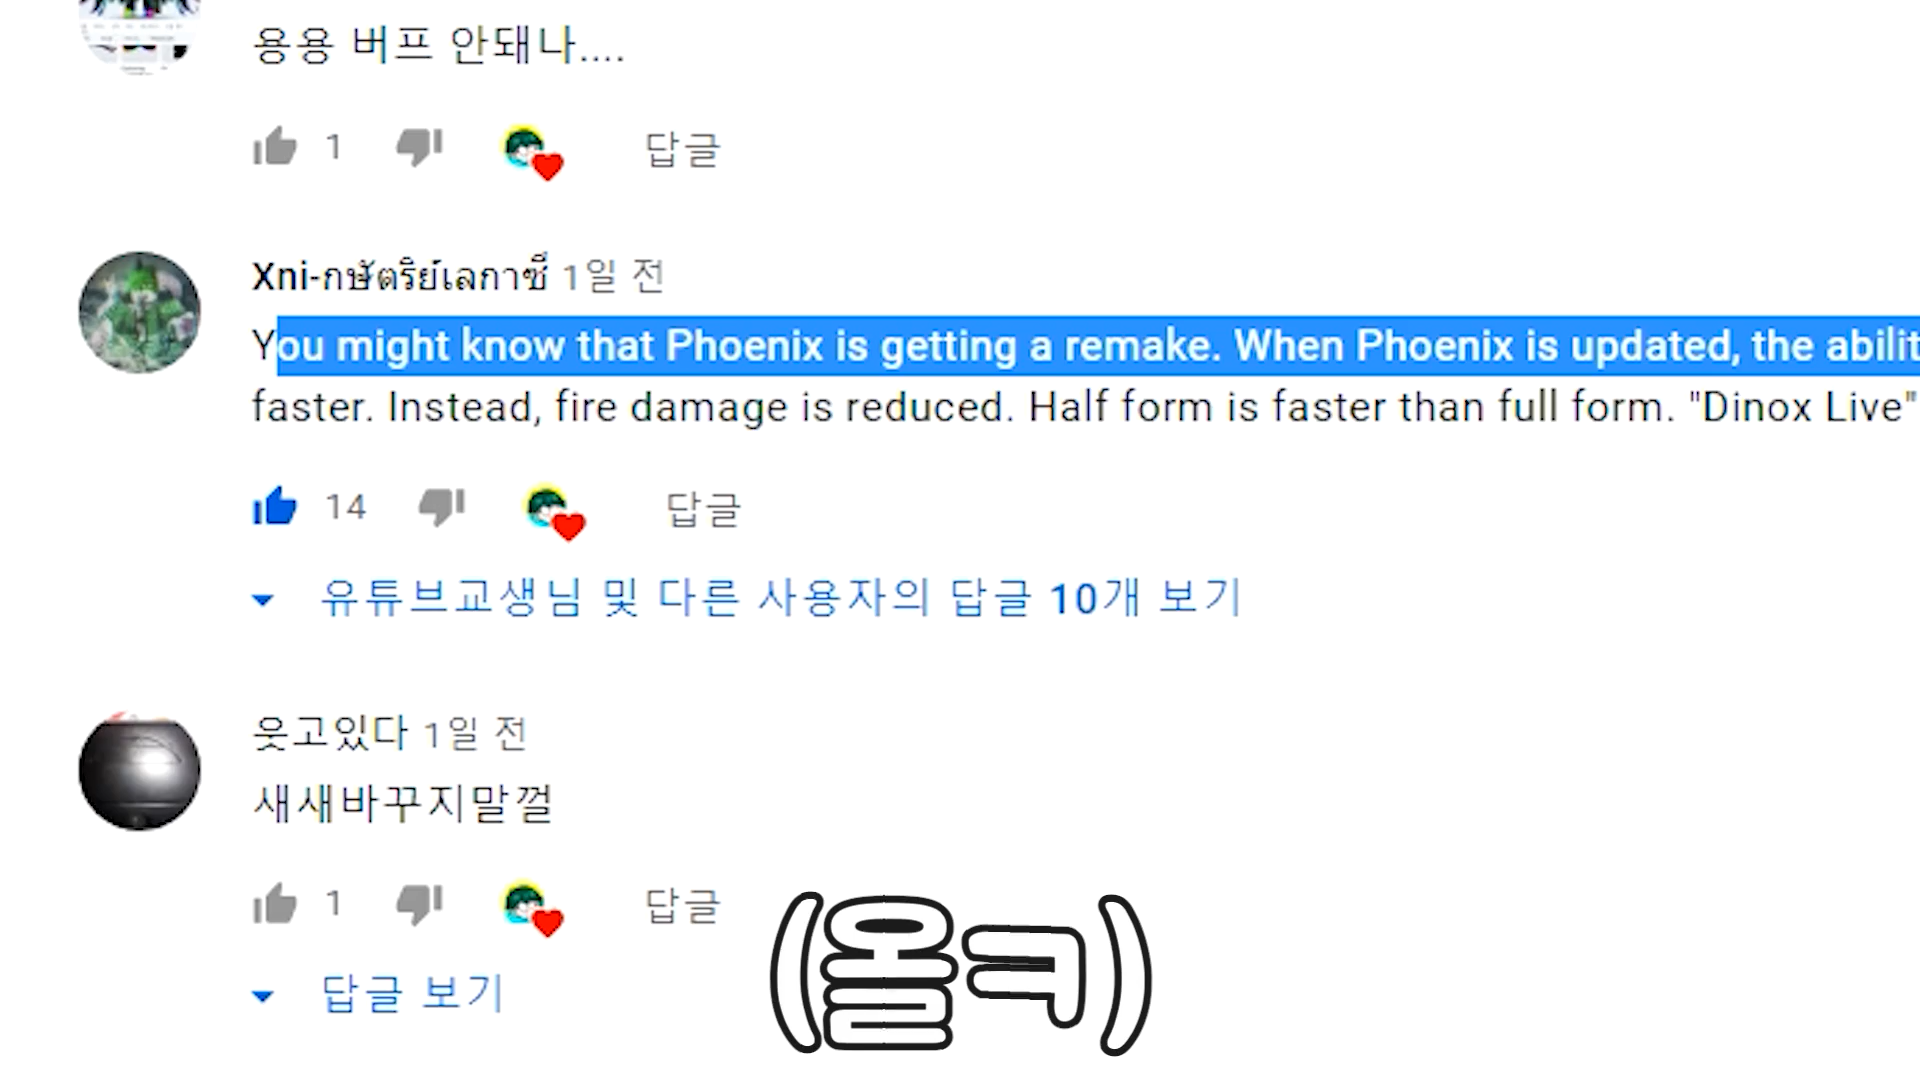 용용 버프 안돼나....
1 답글
Xni-กษัตริย์เลกาซี่ 1일 전
You might know that Phoenix is getting a remake. When Phoenix is updated, the abilit
faster. Instead, fire damage is reduced. Half form is faster than full form. "Dinox Live"
14 답글
유튜브교생님 및 다른 사용자의 답글 10개 보기
웃고있다 1일 전
새새바꾸지말껄
1 답글
답글 보기
(올ㅋ)